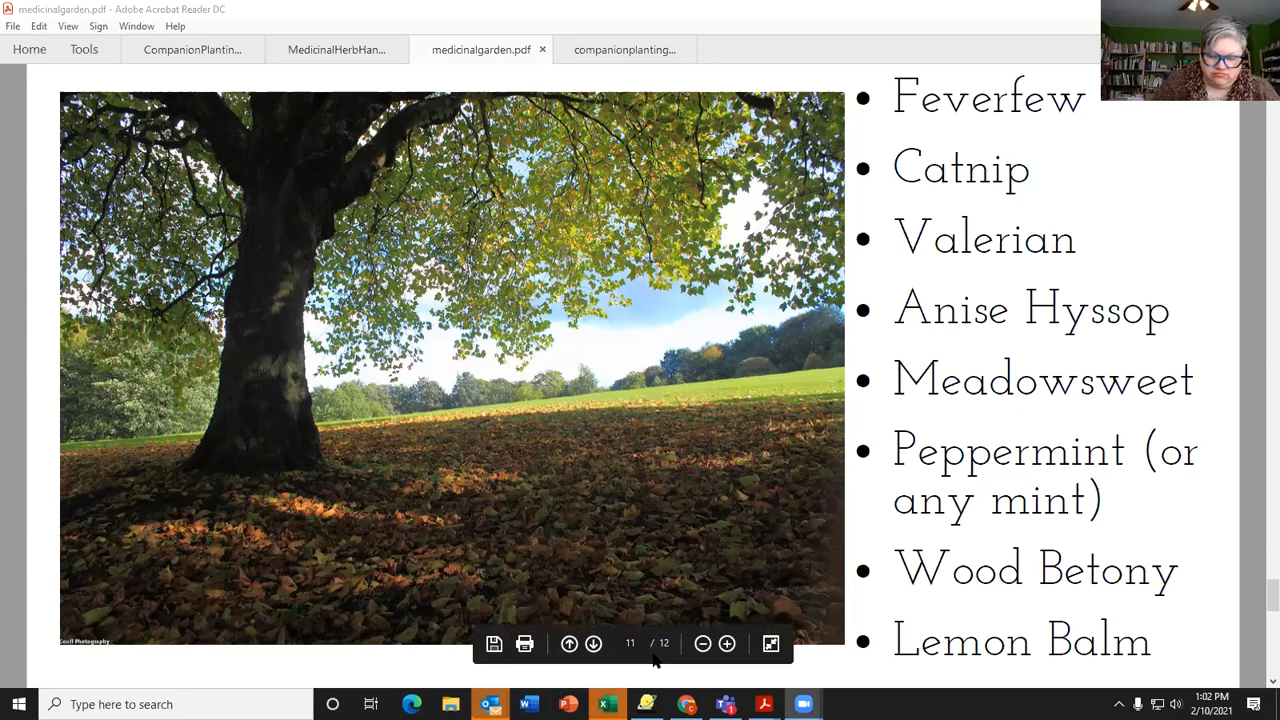 medicinalgarden.pdf - Adobe Acrobat Reader DC
File Edit View Sign Window Help
Home Tools CompanionPlantin... MedicinalHerbHan... medicinalgarden.pdf × companionplanting...
Feverfew
Catnip
Valerian
Anise Hyssop
Meadowsweet
Peppermint (or
any mint)
Wood Betony
Lemon Balm
Photography
11 / 12
Type here to search
1:02 PM
2/10/2021